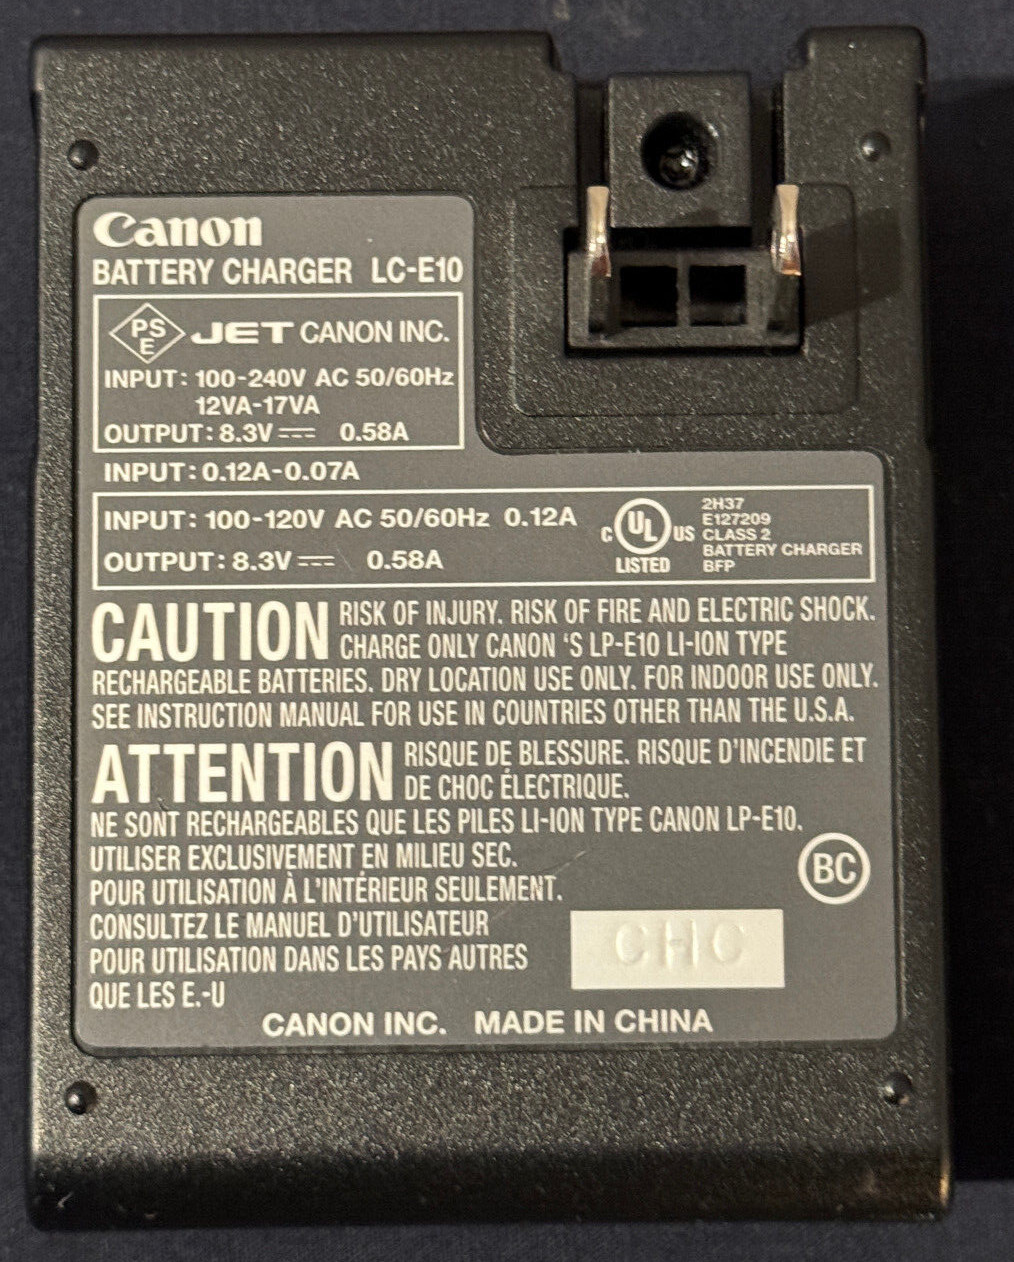 Canon
BATTERY CHARGER LC-E10
PS
E
JET CANON INC.
INPUT: 100-240V AC 50/60Hz
12VA-17VA
OUTPUT: 8.3V ⎓ 0.58A
INPUT: 0.12A-0.07A
INPUT: 100-120V AC 50/60Hz 0.12A
OUTPUT: 8.3V ⎓ 0.58A
C UL US
LISTED
2H37
E127209
CLASS 2
BATTERY CHARGER
BFP
CAUTION RISK OF INJURY. RISK OF FIRE AND ELECTRIC SHOCK.
CHARGE ONLY CANON 'S LP-E10 LI-ION TYPE
RECHARGEABLE BATTERIES. DRY LOCATION USE ONLY. FOR INDOOR USE ONLY.
SEE INSTRUCTION MANUAL FOR USE IN COUNTRIES OTHER THAN THE U.S.A.
ATTENTION RISQUE DE BLESSURE. RISQUE D'INCENDIE ET
DE CHOC ÉLECTRIQUE.
NE SONT RECHARGEABLES QUE LES PILES LI-ION TYPE CANON LP-E10.
UTILISER EXCLUSIVEMENT EN MILIEU SEC.
POUR UTILISATION À L'INTÉRIEUR SEULEMENT.
CONSULTEZ LE MANUEL D'UTILISATEUR
POUR UTILISATION DANS LES PAYS AUTRES
QUE LES E.-U
BC
CHC
CANON INC. MADE IN CHINA